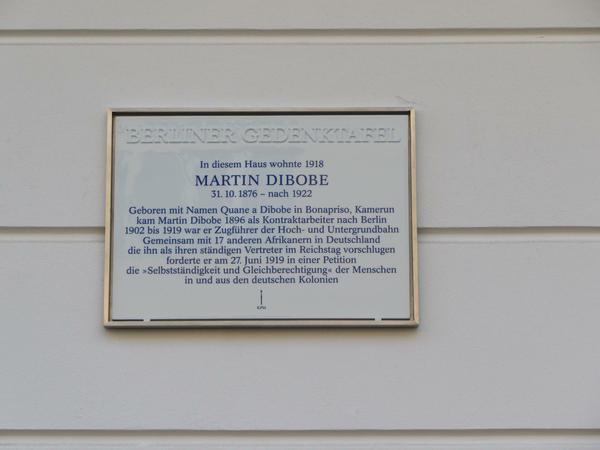 BERLINER GEDENKTAFEL
In diesem Haus wohnte 1918
MARTIN DIBOBE
31. 10. 1876 – nach 1922
Geboren mit Namen Quane a Dibobe in Bonapriso, Kamerun
kam Martin Dibobe 1896 als Kontraktarbeiter nach Berlin
1902 bis 1919 war er Zugführer der Hoch- und Untergrundbahn
Gemeinsam mit 17 anderen Afrikanern in Deutschland
die ihn als ihren ständigen Vertreter im Reichstag vorschlugen
forderte er am 27. Juni 1919 in einer Petition
die »Selbstständigkeit und Gleichberechtigung« der Menschen
in und aus den deutschen Kolonien
KPM